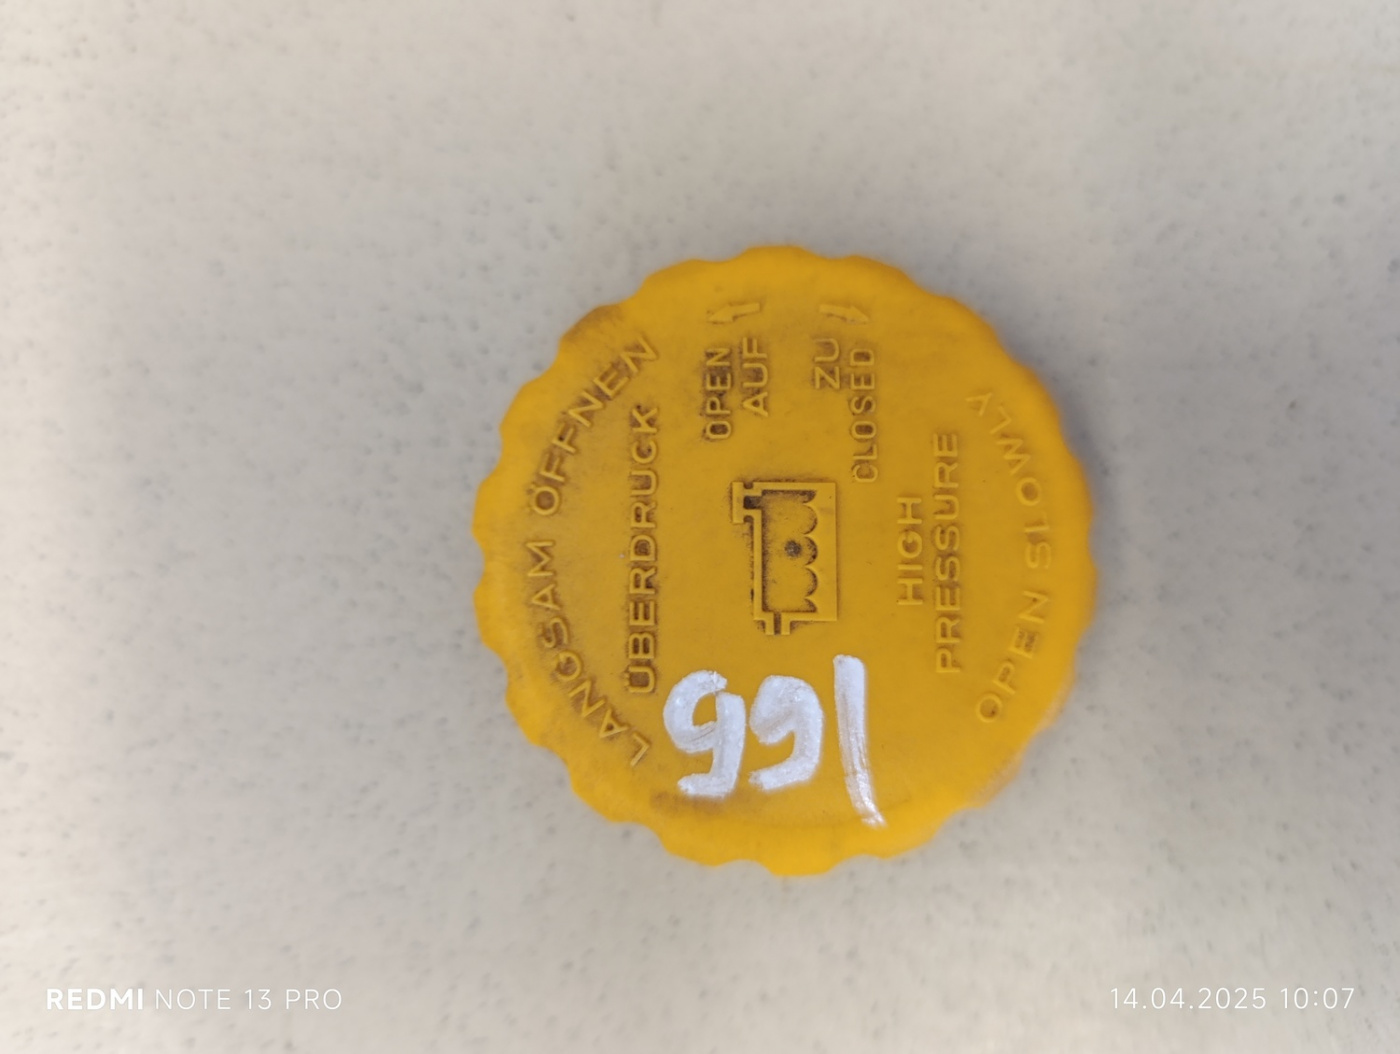 LANGSAM ÖFFNEN
ÜBERDRUCK
OPEN
AUF
ZU
CLOSED
HIGH
PRESSURE
OPEN SLOWLY
166
REDMI NOTE 13 PRO
14.04.2025 10:07